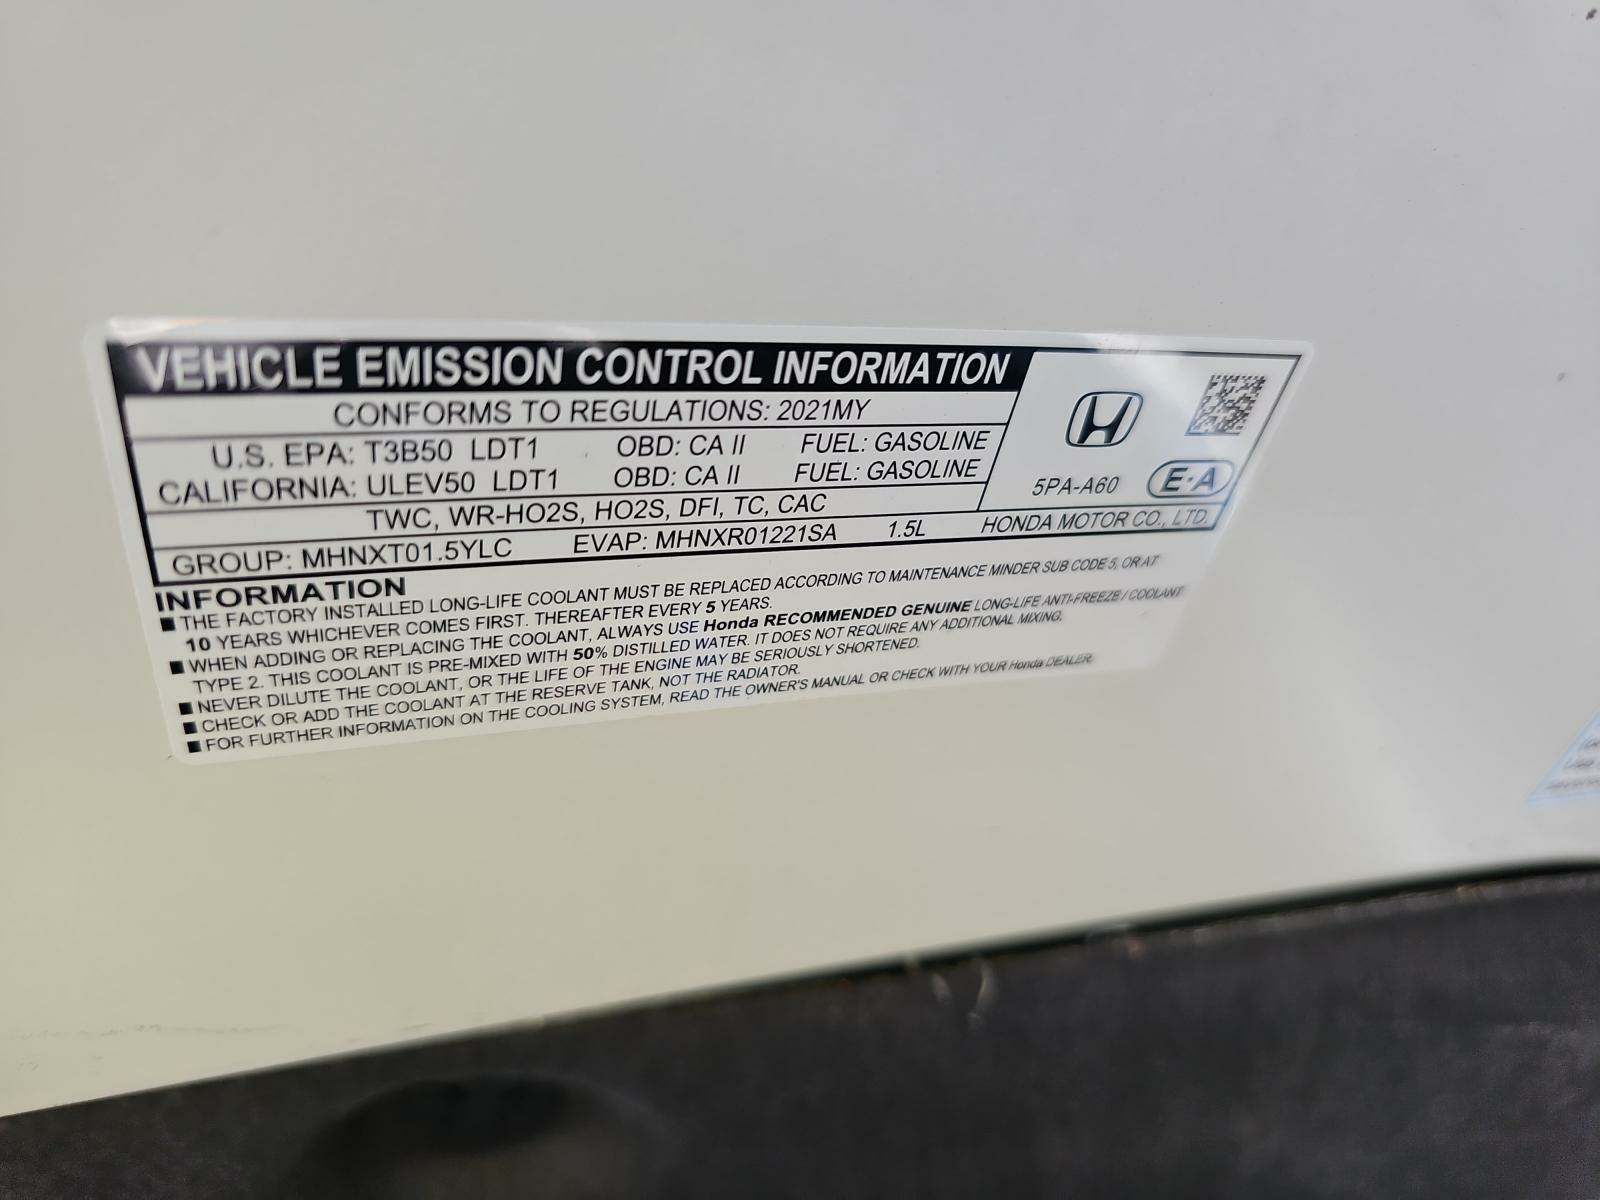 VEHICLE EMISSION CONTROL INFORMATION
CONFORMS TO REGULATIONS: 2021MY
U.S. EPA: T3B50 LDT1 OBD: CA II FUEL: GASOLINE
CALIFORNIA: ULEV50 LDT1 OBD: CA II FUEL: GASOLINE
5PA-A60 E·A
TWC, WR-HO2S, HO2S, DFI, TC, CAC
GROUP: MHNXT01.5YLC EVAP: MHNXR01221SA 1.5L HONDA MOTOR CO., LTD.
INFORMATION
■ THE FACTORY INSTALLED LONG-LIFE COOLANT MUST BE REPLACED ACCORDING TO MAINTENANCE MINDER SUB CODE 5, OR AT
10 YEARS WHICHEVER COMES FIRST. THEREAFTER EVERY 5 YEARS.
■ WHEN ADDING OR REPLACING THE COOLANT, ALWAYS USE Honda RECOMMENDED GENUINE LONG-LIFE ANTI-FREEZE / COOLANT
TYPE 2. THIS COOLANT IS PRE-MIXED WITH 50% DISTILLED WATER. IT DOES NOT REQUIRE ANY ADDITIONAL MIXING.
■ NEVER DILUTE THE COOLANT, OR THE LIFE OF THE ENGINE MAY BE SERIOUSLY SHORTENED.
■ CHECK OR ADD THE COOLANT AT THE RESERVE TANK, NOT THE RADIATOR.
■ FOR FURTHER INFORMATION ON THE COOLING SYSTEM, READ THE OWNER'S MANUAL OR CHECK WITH YOUR Honda DEALER.